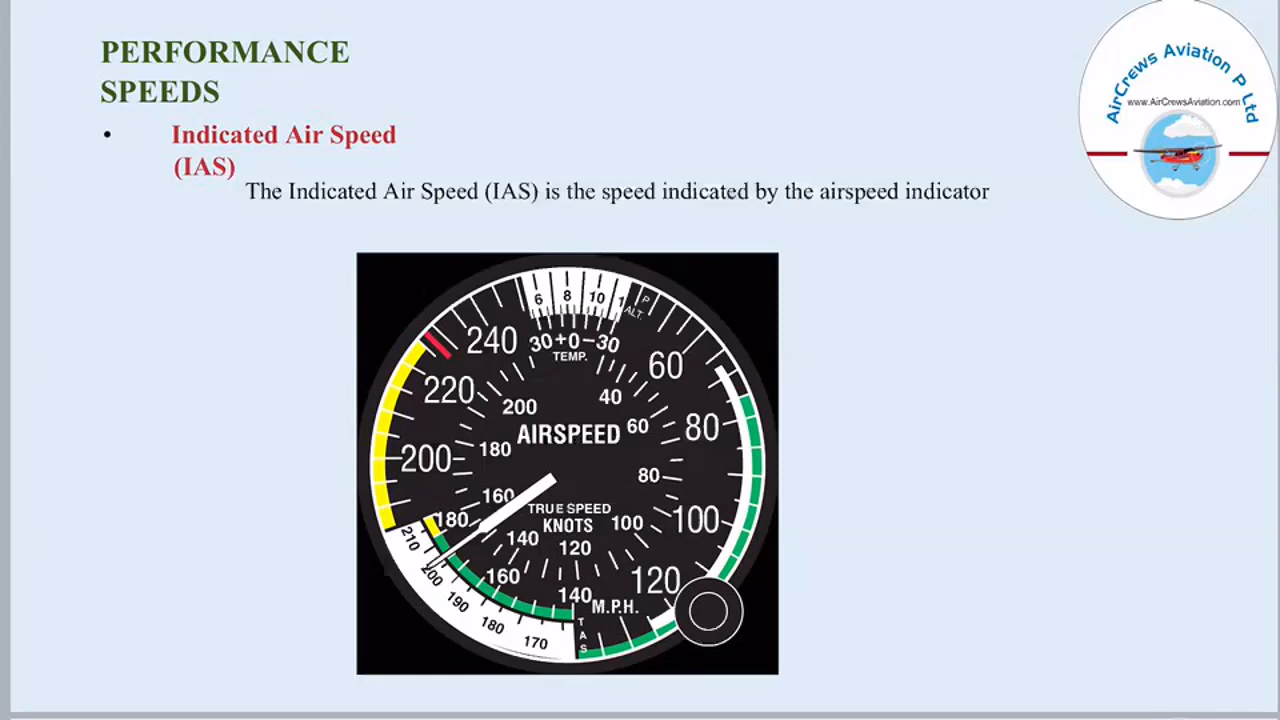 PERFORMANCE
SPEEDS
• Indicated Air Speed
(IAS)
The Indicated Air Speed (IAS) is the speed indicated by the airspeed indicator
AirCrews Aviation P Ltd
www.AirCrewsAviation.com
6 8 10 1 P
ALT.
30 + 0 – 30
TEMP.
240 60
220 200 40
AIRSPEED 60 80
200 180 80
160
TRUE SPEED
KNOTS 100 100
180 140 120
160 120
140 M.P.H.
T
A
S
210
200
190
180
170